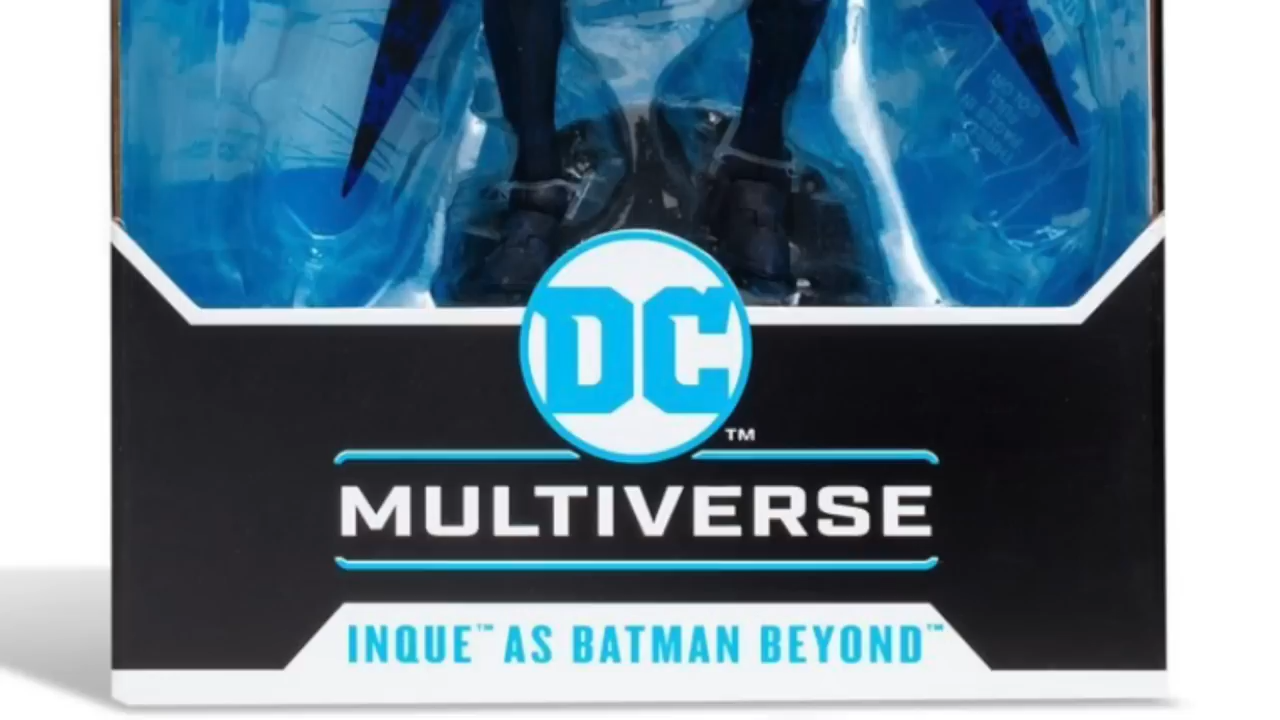 DC™
MULTIVERSE
INQUE™ AS BATMAN BEYOND™